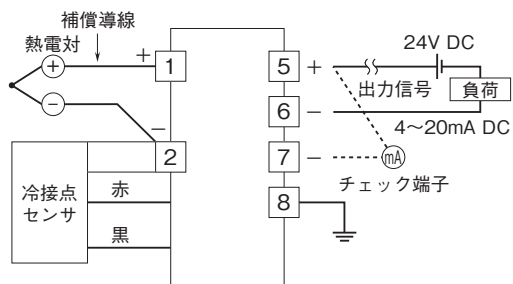 補償導線
熱電対
+
−
+
−
1
2
冷接点
センサ
赤
黒
5
6
7
8
+
−
−
24V DC
出力信号
負荷
4～20mA DC
mA
チェック端子